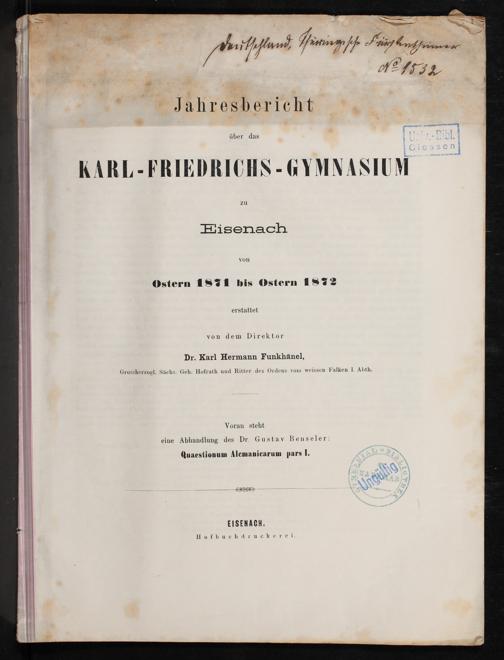 Deutschland. Thüringische Fürstenthümer
No 1532
Jahresbericht
über das
KARL-FRIEDRICHS-GYMNASIUM
Univ.-Bibl.
Giessen
zu
Eisenach
von
Ostern 1871 bis Ostern 1872
erstattet
von dem Direktor
Dr. Karl Hermann Funkhänel,
Grossherzogl. Sächs. Geh. Hofrath und Ritter des Ordens vom weissen Falken I. Abth.
Voran steht
eine Abhandlung des Dr. Gustav Benseler:
Quaestionum Alcmanicarum pars I.
Ungültig
EISENACH.
Hofbuchdruckerei.